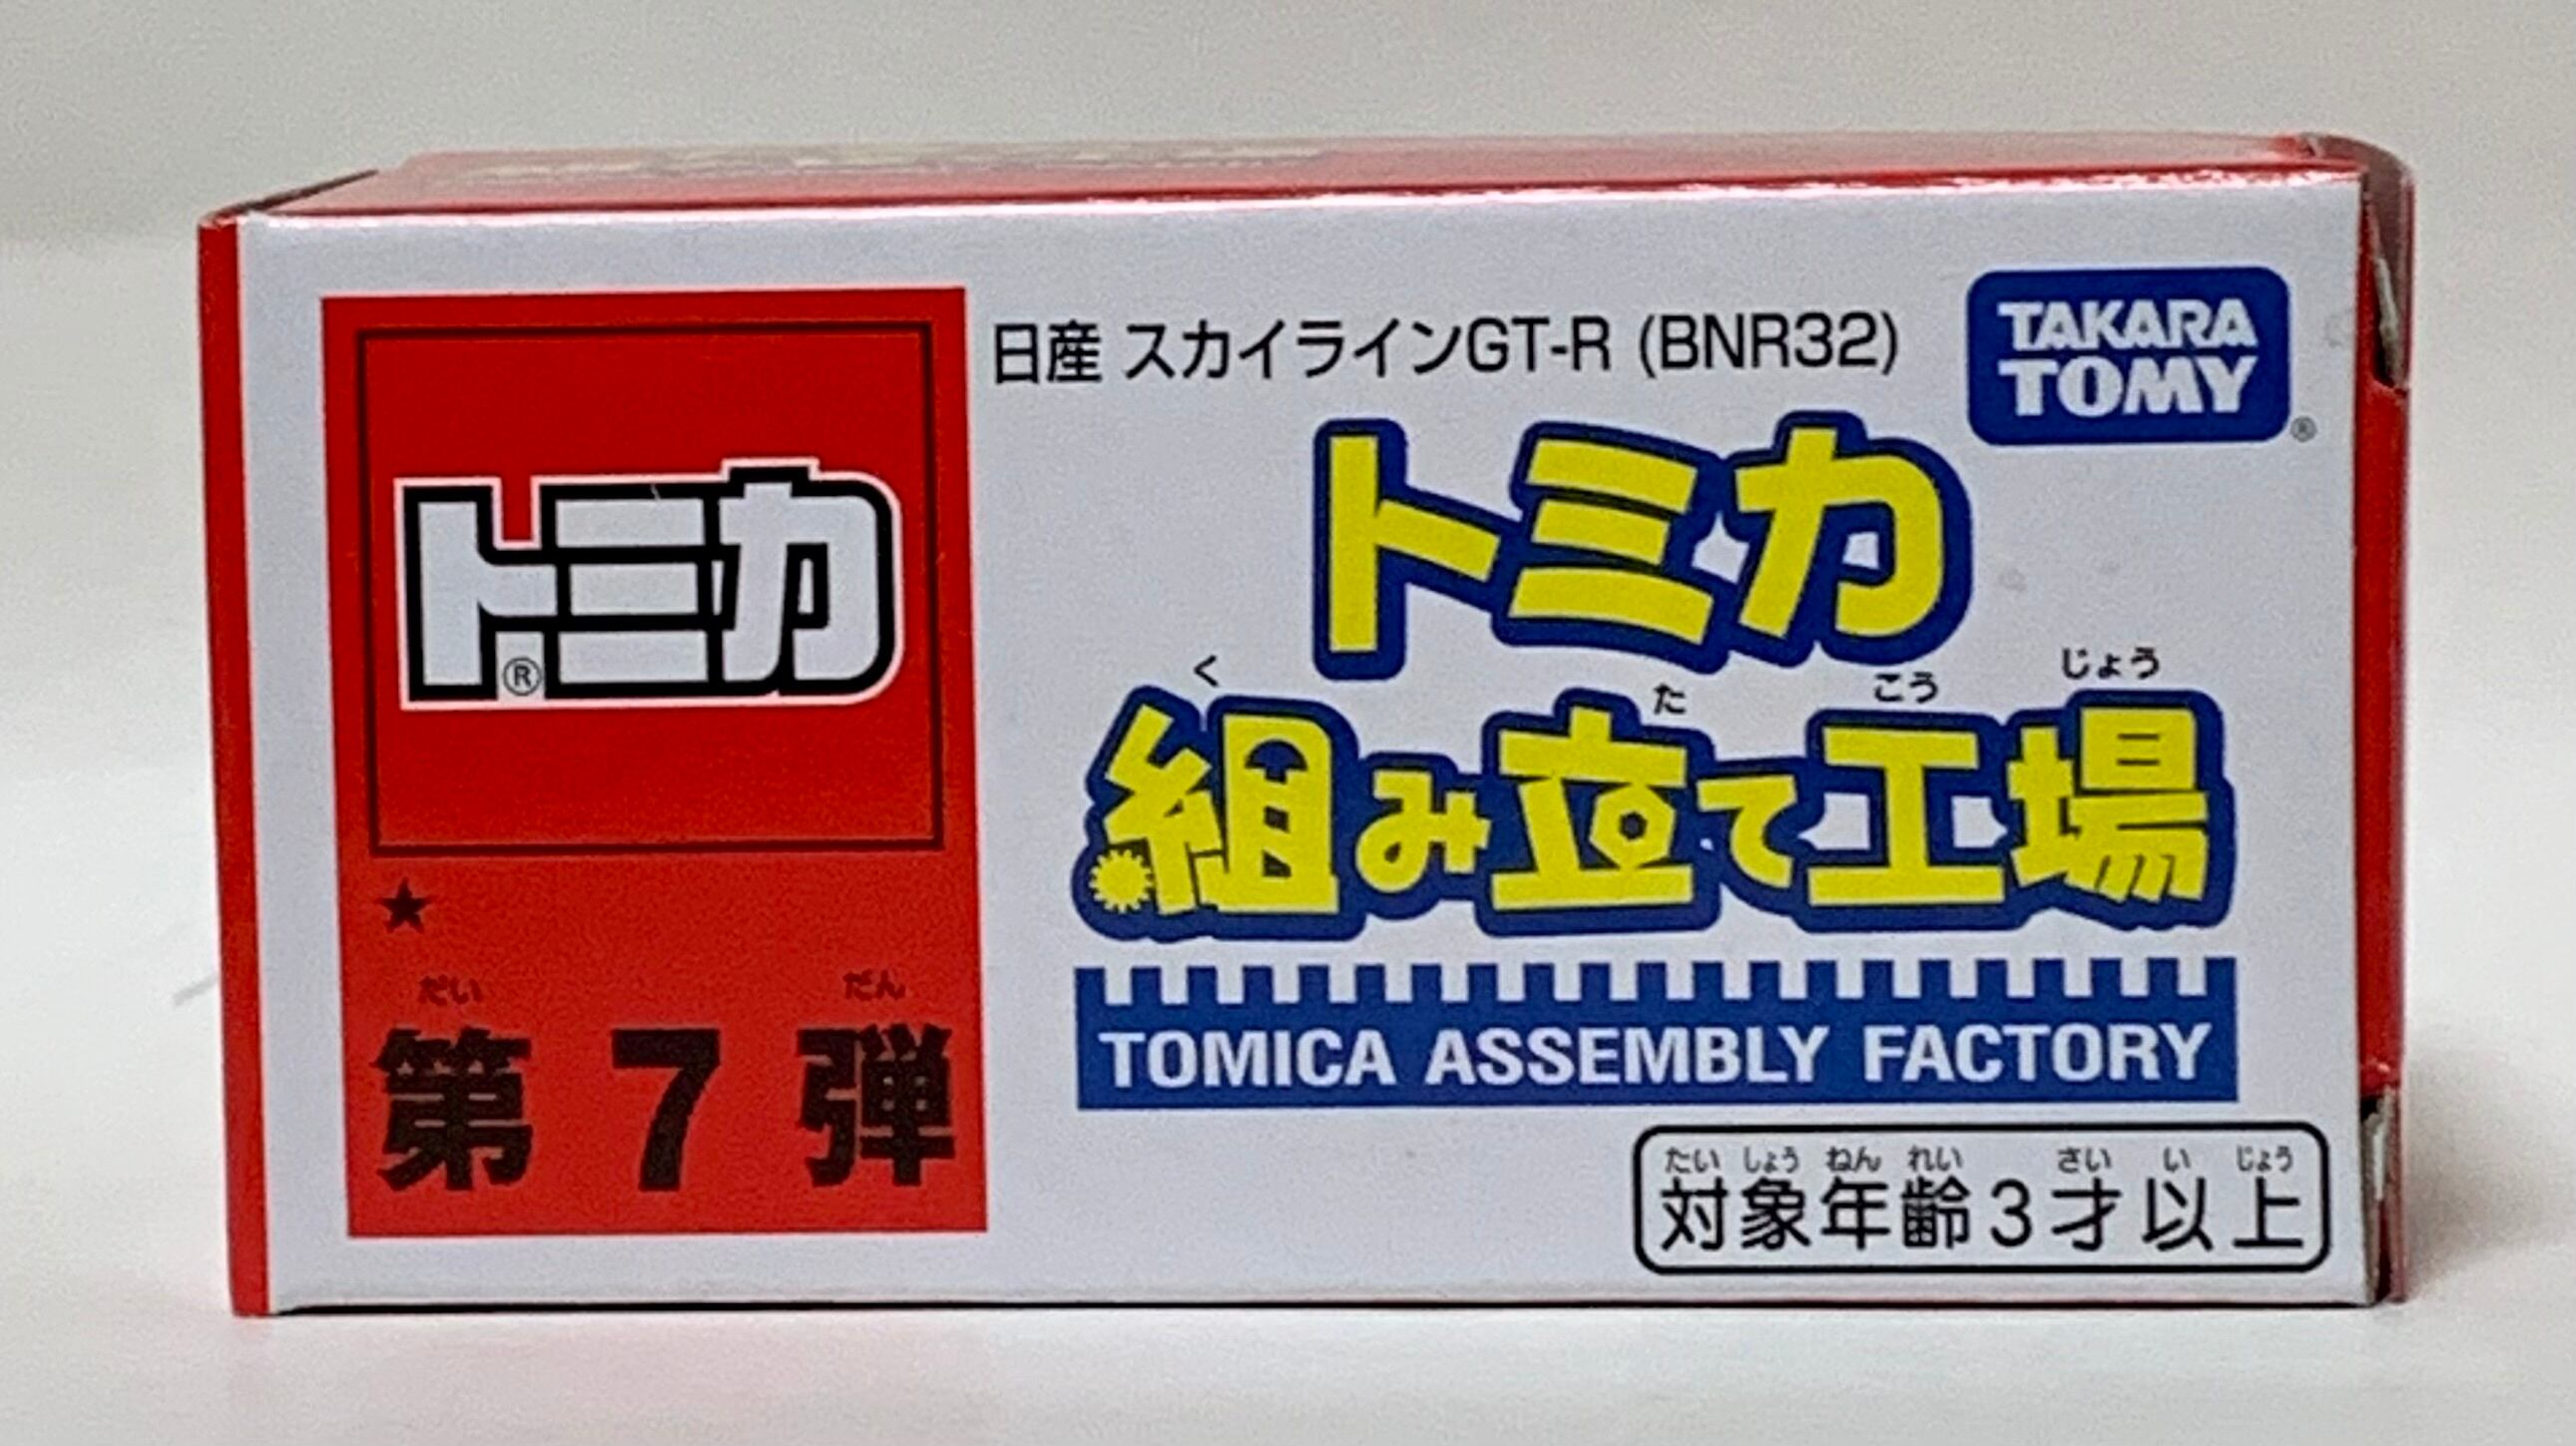 トミカ
®
★
だい だん
第7弾
日産 スカイラインGT-R (BNR32)
TAKARA
TOMY
®
トミカ
く た こう じょう
組み立て工場
TOMICA ASSEMBLY FACTORY
たい しょう ねん れい さい い じょう
対象年齢3才以上